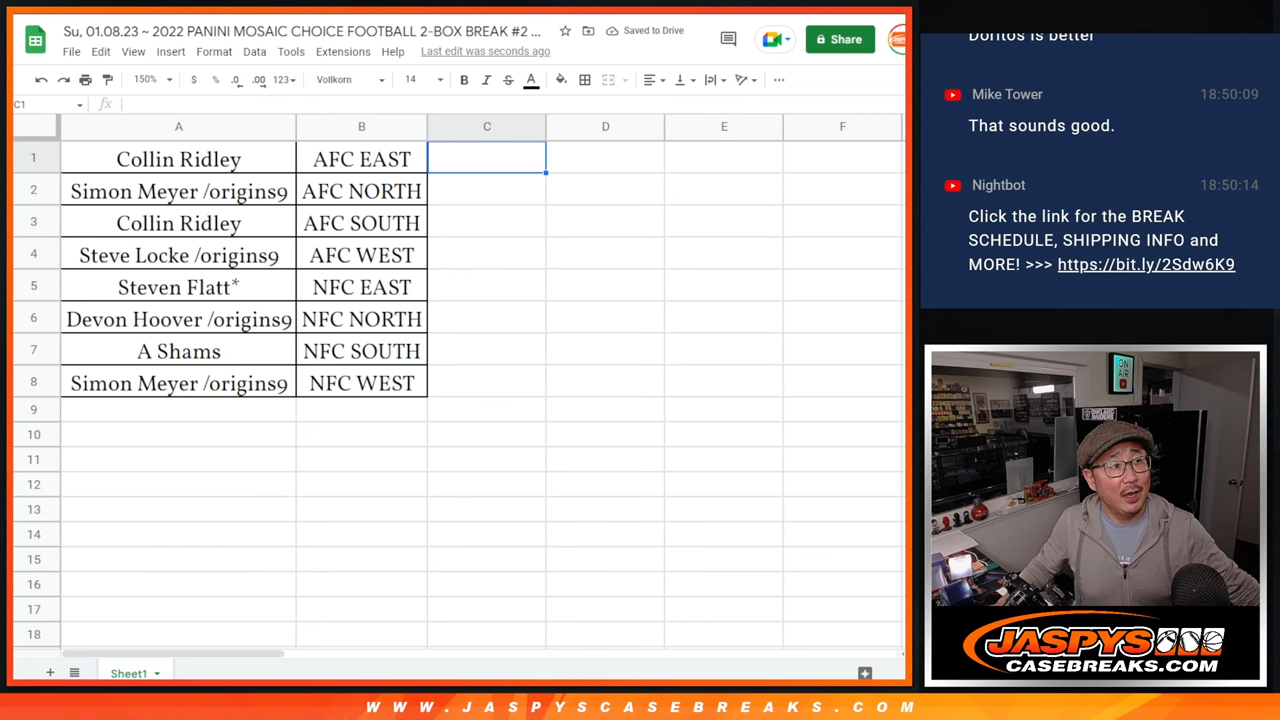 Su, 01.08.23 ~ 2022 PANINI MOSAIC CHOICE FOOTBALL 2-BOX BREAK #2 ...
Saved to Drive
Share
File Edit View Insert Format Data Tools Extensions Help Last edit was seconds ago
150% $ % .0 .00 123 Vollkorn 14 B I S A
C1 fx
A B C D E F
1 Collin Ridley AFC EAST
2 Simon Meyer /origins9 AFC NORTH
3 Collin Ridley AFC SOUTH
4 Steve Locke /origins9 AFC WEST
5 Steven Flatt* NFC EAST
6 Devon Hoover /origins9 NFC NORTH
7 A Shams NFC SOUTH
8 Simon Meyer /origins9 NFC WEST
9
10
11
12
13
14
15
16
17
18
Sheet1
Doritos is better
Mike Tower 18:50:09
That sounds good.
Nightbot 18:50:14
Click the link for the BREAK
SCHEDULE, SHIPPING INFO and
MORE! >>> https://bit.ly/2Sdw6K9
ON
AIR
JASPYS
CASEBREAKS.COM
WWW.JASPYSCASEBREAKS.COM